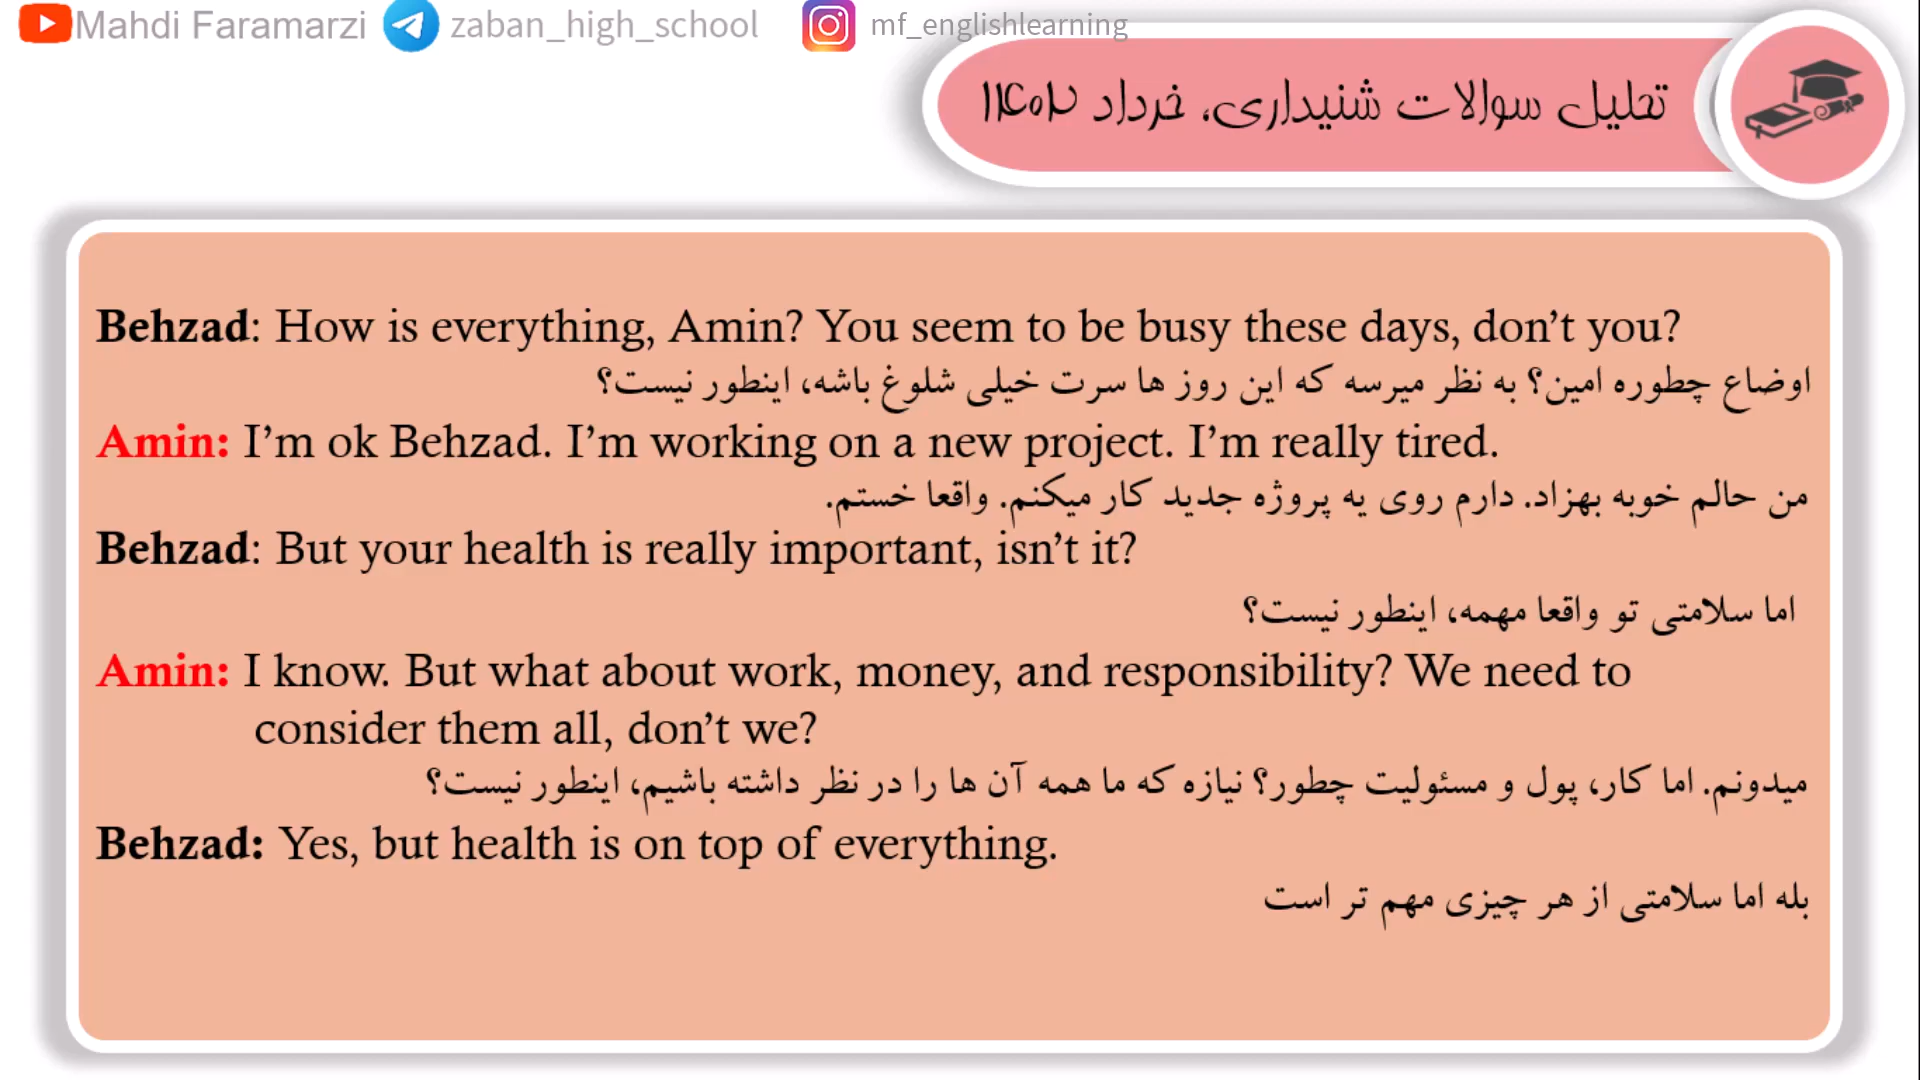 Mahdi Faramarzi zaban_high_school mf_englishlearning
تحلیل سوالات شنیداری، خرداد ۱۴۰۲
Behzad: How is everything, Amin? You seem to be busy these days, don’t you?
اوضاع چطوره امین؟ به نظر میرسه که این روز ها سرت خیلی شلوغ باشه، اینطور نیست؟
Amin: I’m ok Behzad. I’m working on a new project. I’m really tired.
من حالم خوبه بهزاد. دارم روی یه پروژه جدید کار میکنم. واقعا خستم.
Behzad: But your health is really important, isn’t it?
اما سلامتی تو واقعا مهمه، اینطور نیست؟
Amin: I know. But what about work, money, and responsibility? We need to
consider them all, don’t we?
میدونم. اما کار، پول و مسئولیت چطور؟ نیازه که ما همه آن ها را در نظر داشته باشیم، اینطور نیست؟
Behzad: Yes, but health is on top of everything.
بله اما سلامتی از هر چیزی مهم تر است